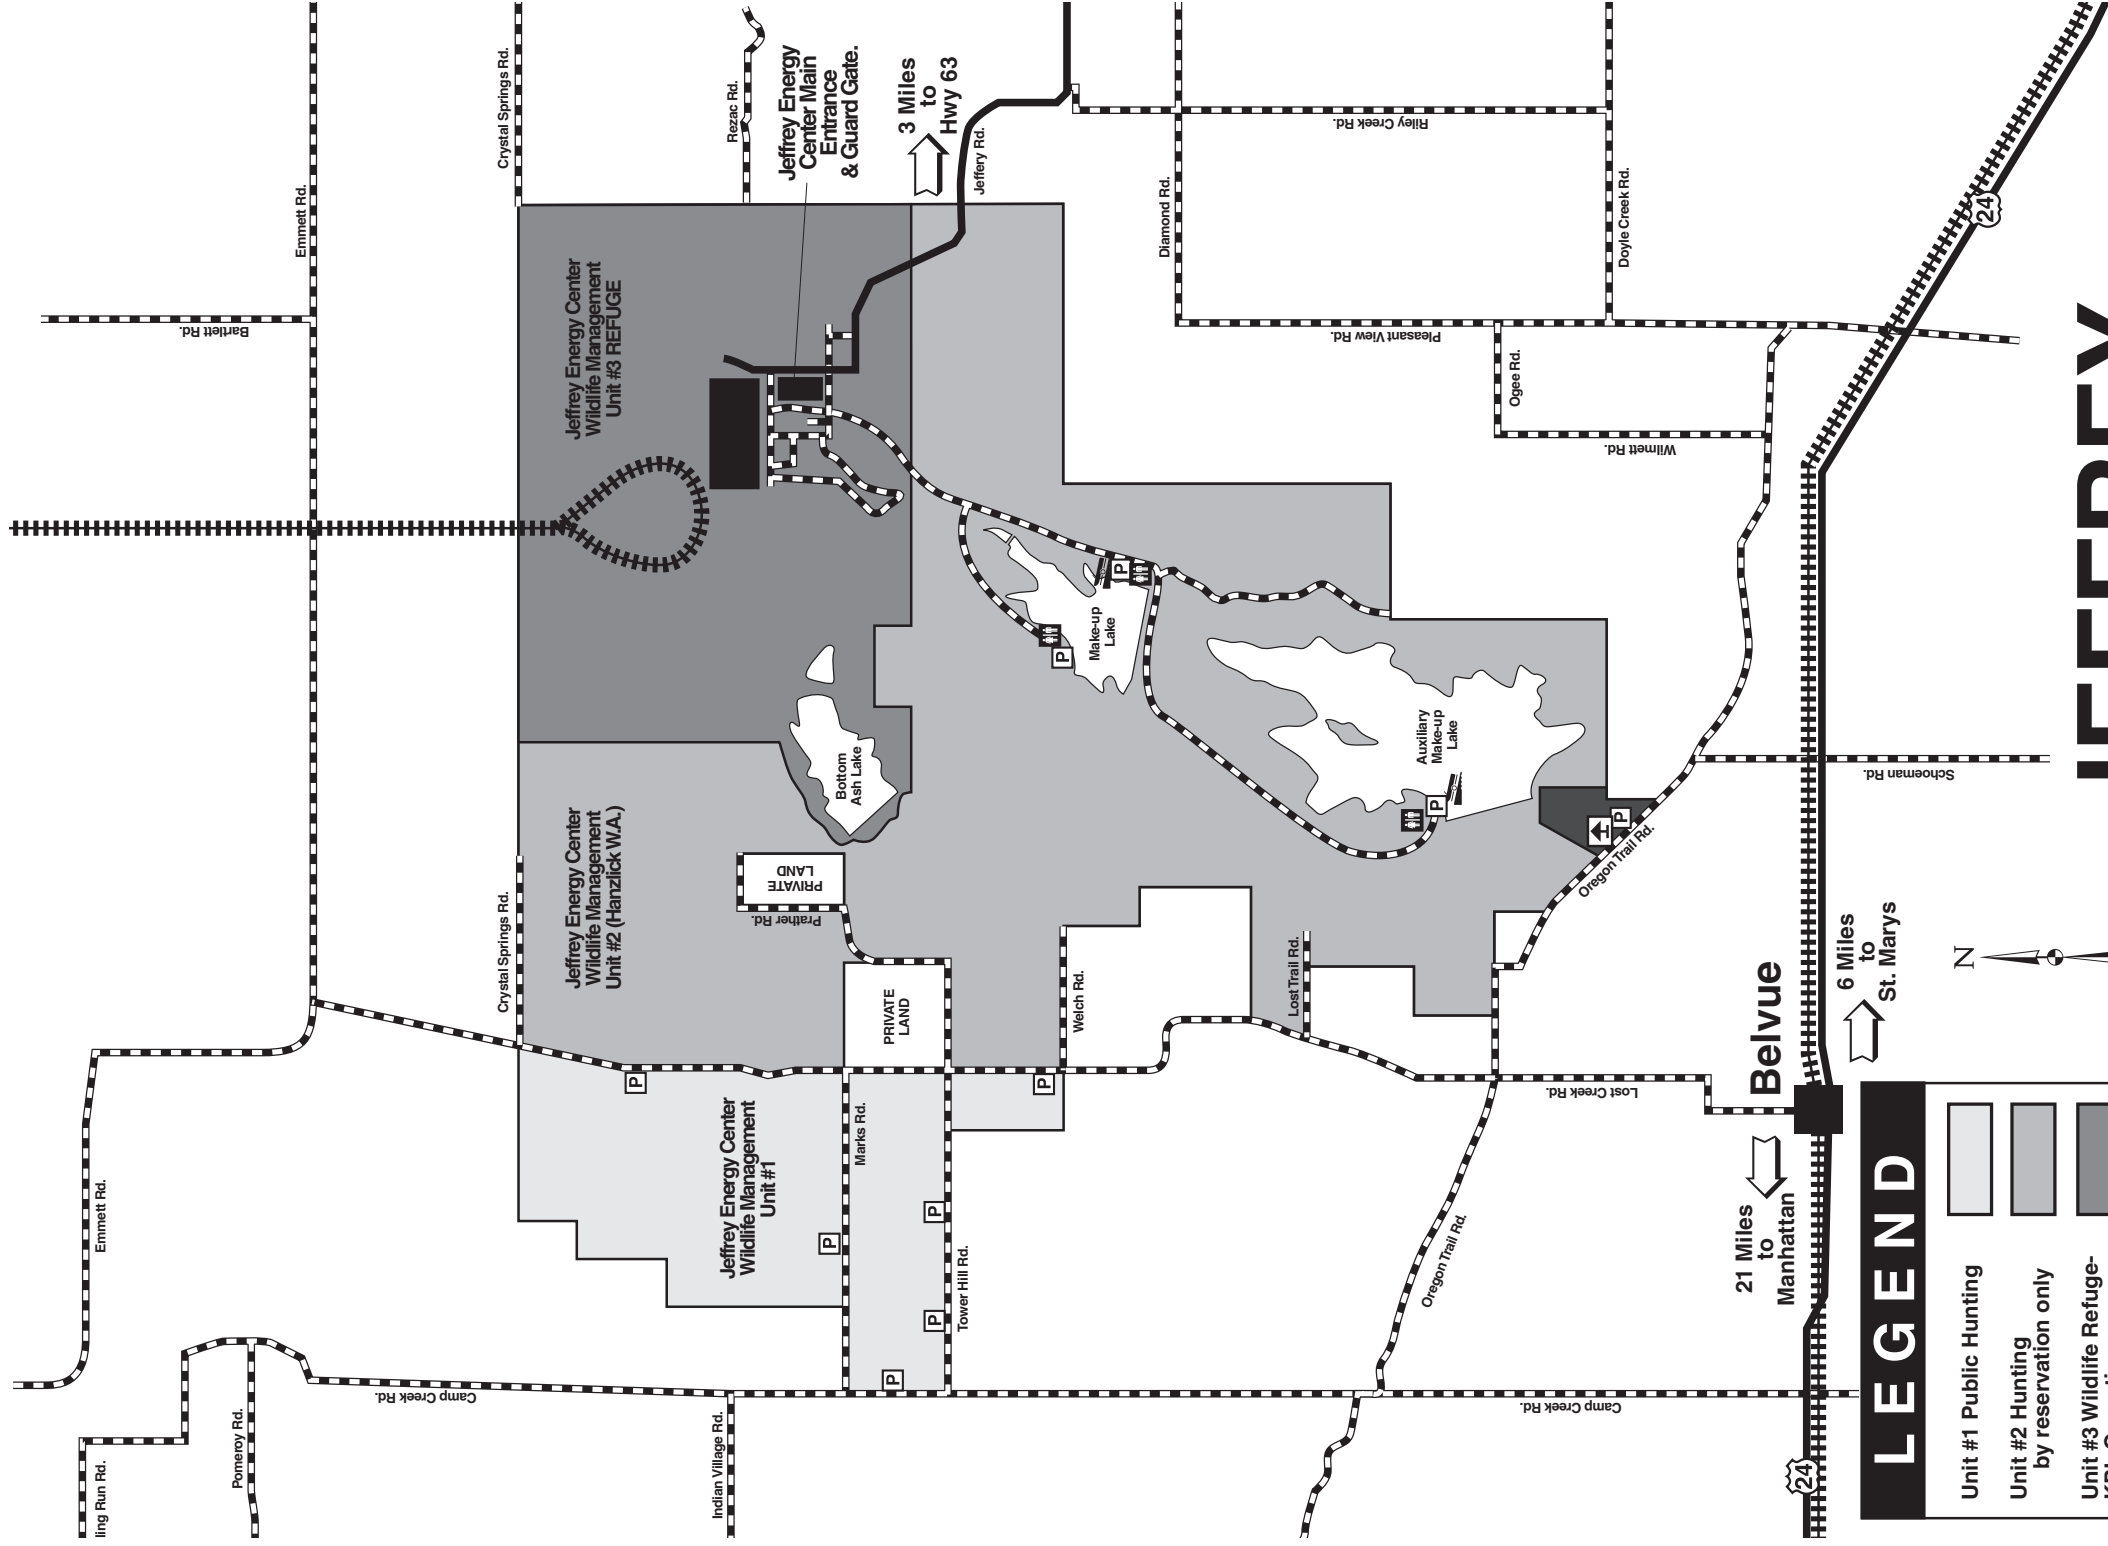 Emmett Rd.
Bartlett Rd.
Crystal Springs Rd.
Rezac Rd.
Jeffrey Energy
Center Main
Entrance
& Guard Gate.
3 Miles
to
Hwy 63
Jeffery Rd.
Riley Creek Rd.
Diamond Rd.
Doyle Creek Rd.
Pleasant View Rd.
Ogee Rd.
Wilmett Rd.
24
Jeffrey Energy Center
Wildlife Management
Unit #3 REFUGE
P
Make-up
Lake
P
Bottom
Ash Lake
Auxiliary
Make-up
Lake
P
P
Oregon Trail Rd.
Schoeman Rd.
JEFFREY
Jeffrey Energy Center
Wildlife Management
Unit #2 (Hanzlick W.A.)
Crystal Springs Rd.
PRIVATE
LAND
Prather Rd.
PRIVATE
LAND
Welch Rd.
Lost Trail Rd.
Lost Creek Rd.
6 Miles
to
St. Marys
N
Belvue
21 Miles
to
Manhattan
Emmett Rd.
P
P
Jeffrey Energy Center
Wildlife Management
Unit #1
Marks Rd.
P
P
P
P
Tower Hill Rd.
Oregon Trail Rd.
Camp Creek Rd.
Camp Creek Rd.
Pomeroy Rd.
ling Run Rd.
Indian Village Rd.
24
LEGEND
Unit #1 Public Hunting
Unit #2 Hunting
by reservation only
Unit #3 Wildlife Refuge-